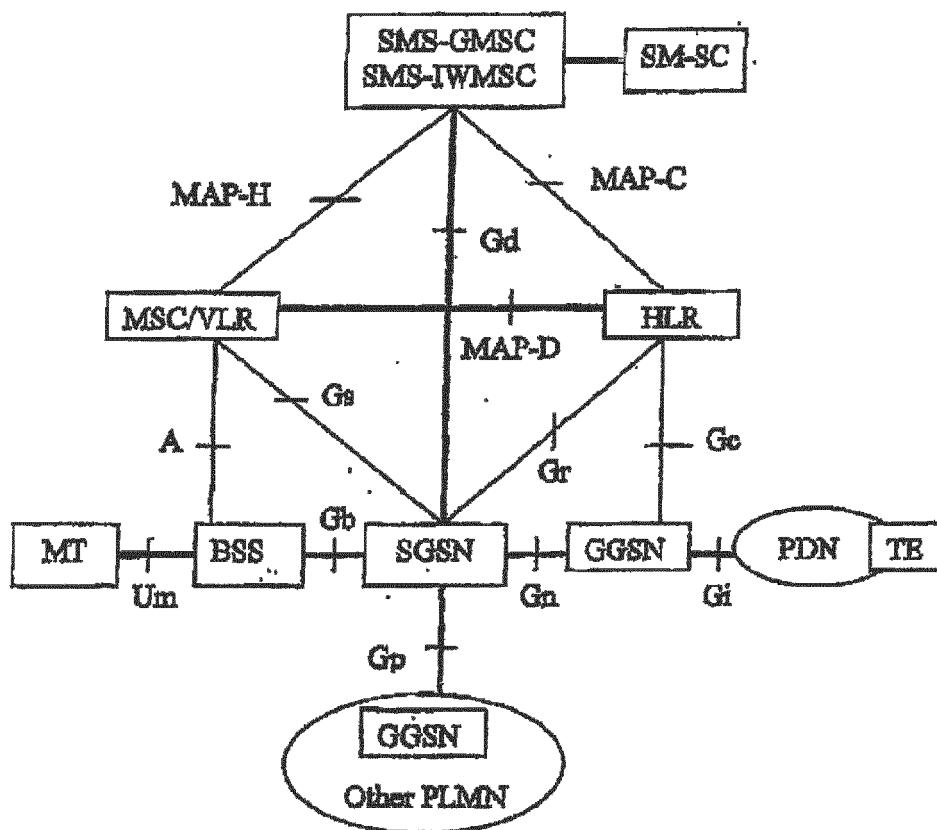 SMS-GMSC
SMS-IWMSC
SM-SC
MAP-H
MAP-C
Gd
MSC/VLR
HLR
MAP-D
Gs
A
Gr
Gc
MT
Um
BSS
Gb
SGSN
Gn
GGSN
Gi
PDN
TE
Gp
GGSN
Other PLMN